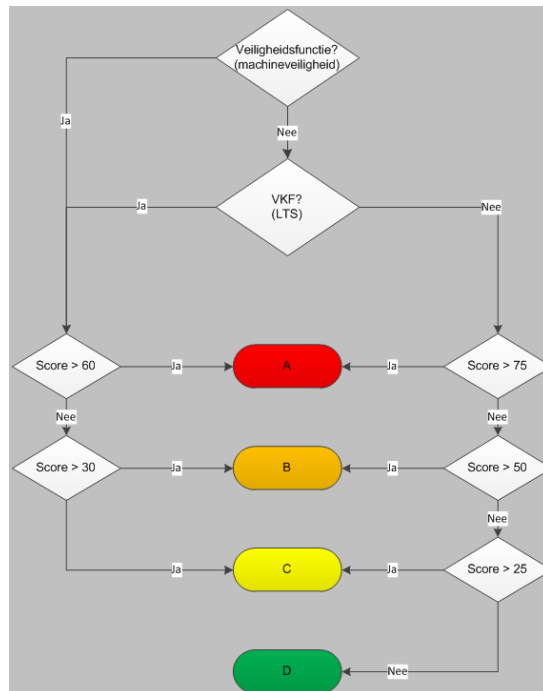 Veiligheidsfunctie?
(machineveiligheid)
Ja
Nee
VKF?
(LTS)
Ja
Nee
Score > 60
Ja
A
Ja
Score > 75
Nee
Nee
Score > 30
Ja
B
Ja
Score > 50
Nee
Ja
C
Ja
Score > 25
D
Nee